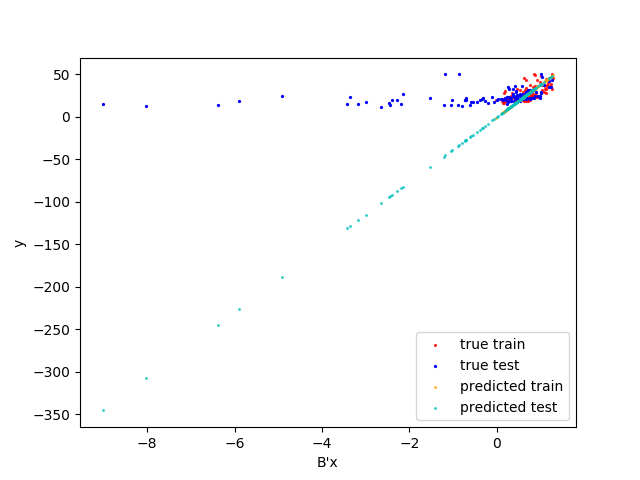 50
0
−50
−100
−150
−200
−250
−300
−350
y
−8
−6
−4
−2
0
B'x
true train
true test
predicted train
predicted test